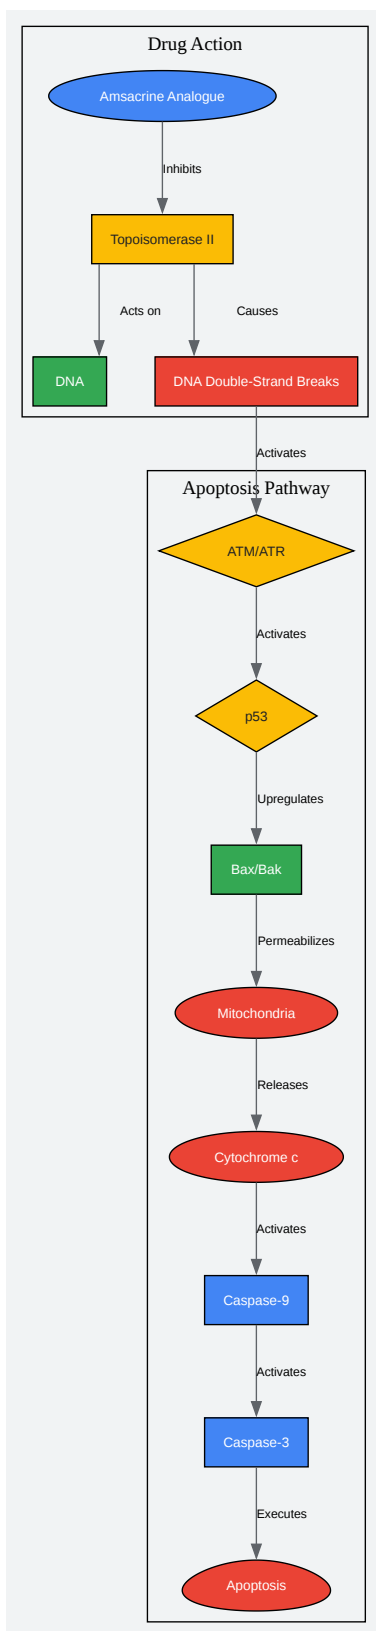 Drug Action
Amsacrine Analogue
Inhibits
Topoisomerase II
Acts on
Causes
DNA
DNA Double-Strand Breaks
Activates
Apoptosis Pathway
ATM/ATR
Activates
p53
Upregulates
Bax/Bak
Permeabilizes
Mitochondria
Releases
Cytochrome c
Activates
Caspase-9
Activates
Caspase-3
Executes
Apoptosis